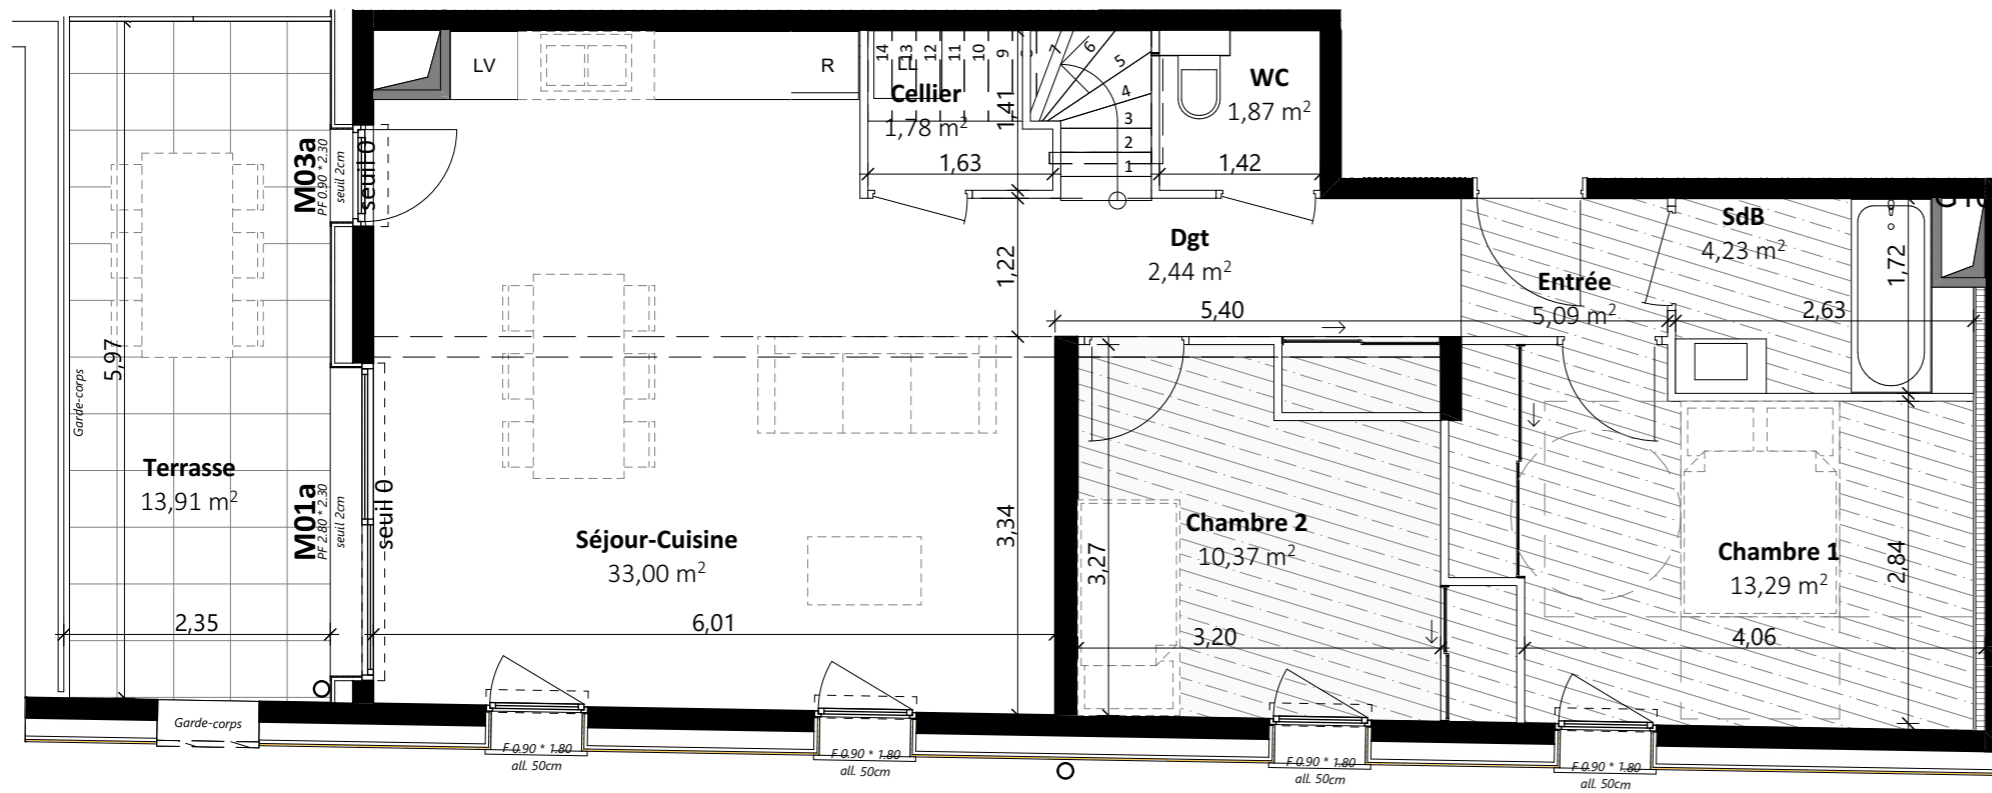 LV
R
14
13
12
11
10
9
7
6
5
4
3
2
1
LL
Cellier
1,78 m²
1,41
1,63
WC
1,87 m²
1,42
M03a
PF 0.90 * 2.30
seuil 2cm
seuil 0
Dgt
2,44 m²
1,22
5,40
Entrée
5,09 m²
SdB
4,23 m²
1,72
2,63
5,97
Garde-corps
Terrasse
13,91 m²
2,35
M01a
PF 2.80 * 2.30
seuil 2cm
seuil 0
Séjour-Cuisine
33,00 m²
6,01
3,34
Chambre 2
10,37 m²
3,27
3,20
Chambre 1
13,29 m²
2,84
4,06
Garde-corps
F 0.90 * 1.80
all. 50cm
F 0.90 * 1.80
all. 50cm
F 0.90 * 1.80
all. 50cm
F 0.90 * 1.80
all. 50cm